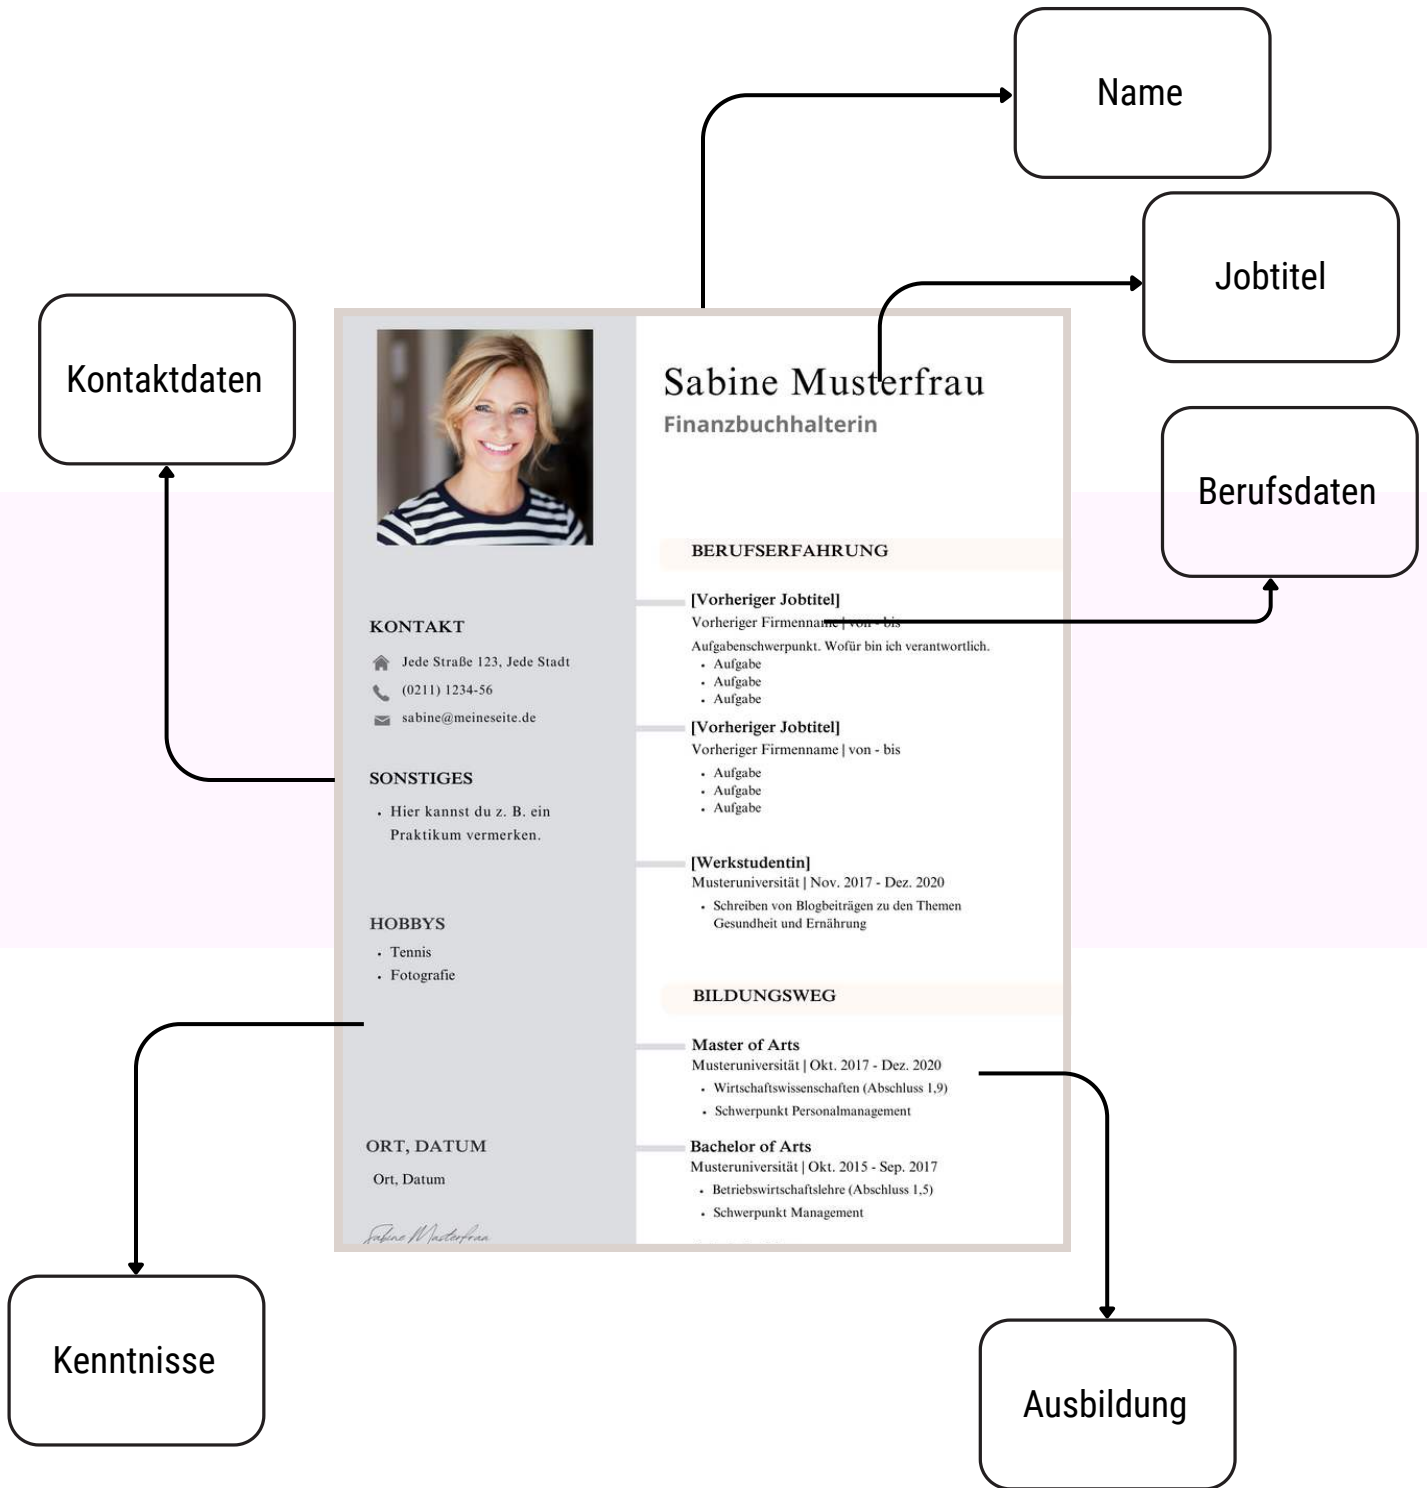 Name
Jobtitel
Kontaktdaten
Berufsdaten
Sabine Musterfrau
Finanzbuchhalterin
KONTAKT
Jede Straße 123, Jede Stadt
(0211) 1234-56
sabine@meineseite.de
SONSTIGES
• Hier kannst du z. B. ein
Praktikum vermerken.
HOBBYS
• Tennis
• Fotografie
ORT, DATUM
Ort, Datum
Sabine Musterfrau
BERUFSERFAHRUNG
[Vorheriger Jobtitel]
Vorheriger Firmenname | von - bis
Aufgabenschwerpunkt. Wofür bin ich verantwortlich.
• Aufgabe
• Aufgabe
• Aufgabe
[Vorheriger Jobtitel]
Vorheriger Firmenname | von - bis
• Aufgabe
• Aufgabe
• Aufgabe
[Werkstudentin]
Musteruniversität | Nov. 2017 - Dez. 2020
• Schreiben von Blogbeiträgen zu den Themen
Gesundheit und Ernährung
BILDUNGSWEG
Master of Arts
Musteruniversität | Okt. 2017 - Dez. 2020
• Wirtschaftswissenschaften (Abschluss 1,9)
• Schwerpunkt Personalmanagement
Bachelor of Arts
Musteruniversität | Okt. 2015 - Sep. 2017
• Betriebswirtschaftslehre (Abschluss 1,5)
• Schwerpunkt Management
Kenntnisse
Ausbildung